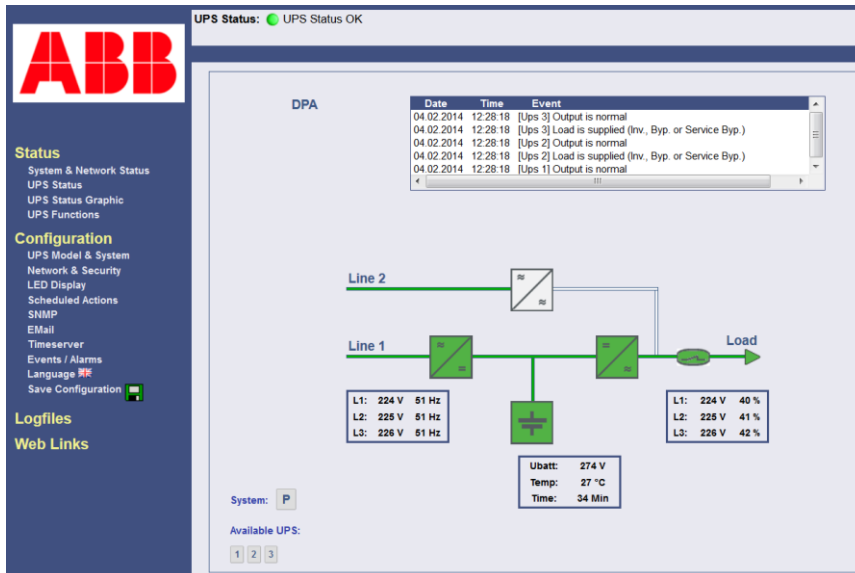 UPS Status: UPS Status OK
ABB
Status
System & Network Status
UPS Status
UPS Status Graphic
UPS Functions
Configuration
UPS Model & System
Network & Security
LED Display
Scheduled Actions
SNMP
EMail
Timeserver
Events / Alarms
Language
Save Configuration
Logfiles
Web Links
DPA
Date Time Event
04.02.2014 12:28:18 [Ups 3] Output is normal
04.02.2014 12:28:18 [Ups 3] Load is supplied (Inv., Byp. or Service Byp.)
04.02.2014 12:28:18 [Ups 2] Output is normal
04.02.2014 12:28:18 [Ups 2] Load is supplied (Inv., Byp. or Service Byp.)
04.02.2014 12:28:18 [Ups 1] Output is normal
Line 2
Line 1
Load
L1: 224 V 51 Hz
L2: 225 V 51 Hz
L3: 226 V 51 Hz
L1: 224 V 40 %
L2: 225 V 41 %
L3: 226 V 42 %
Ubatt: 274 V
Temp: 27 °C
Time: 34 Min
System: P
Available UPS:
1 2 3